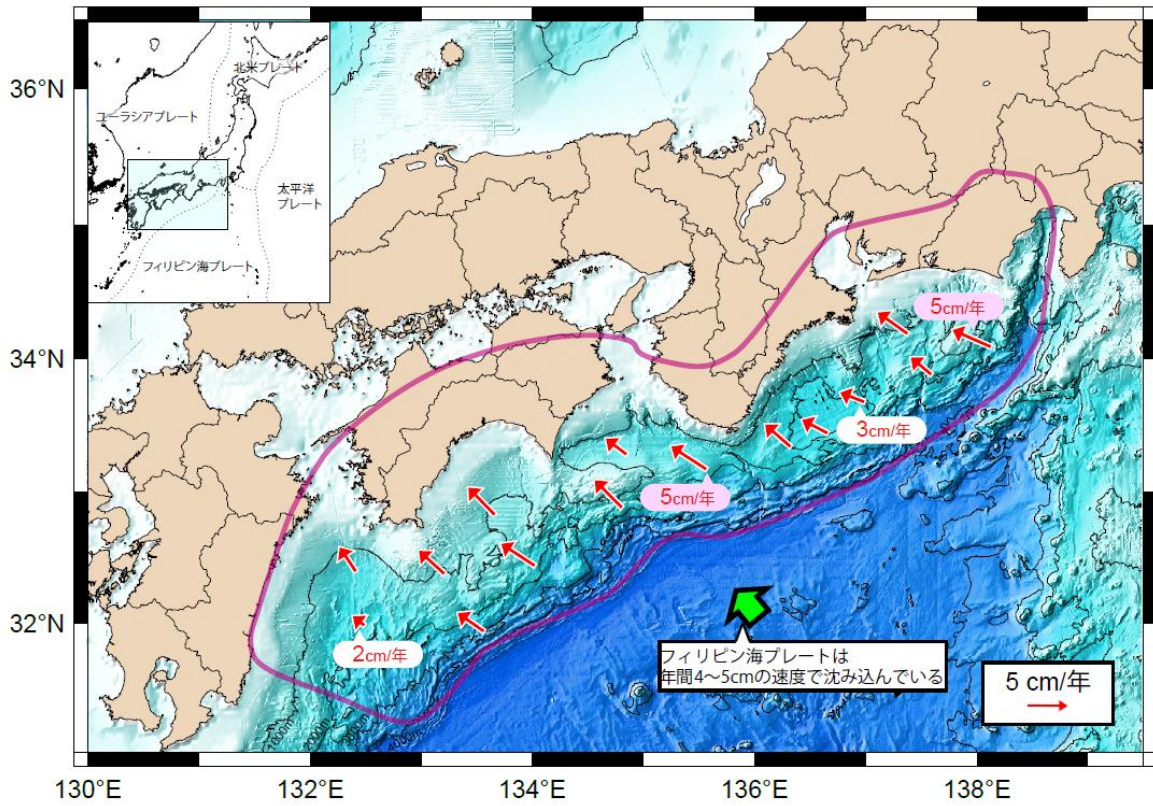 北米プレート
ユーラシアプレート
太平洋
プレート
フィリピン海プレート
36°N
34°N
32°N
5cm/年
3cm/年
5cm/年
2cm/年
フィリピン海プレートは
年間4～5cmの速度で沈み込んでいる
5 cm/年
1000m
2000m
3000m
4000m
130°E
132°E
134°E
136°E
138°E